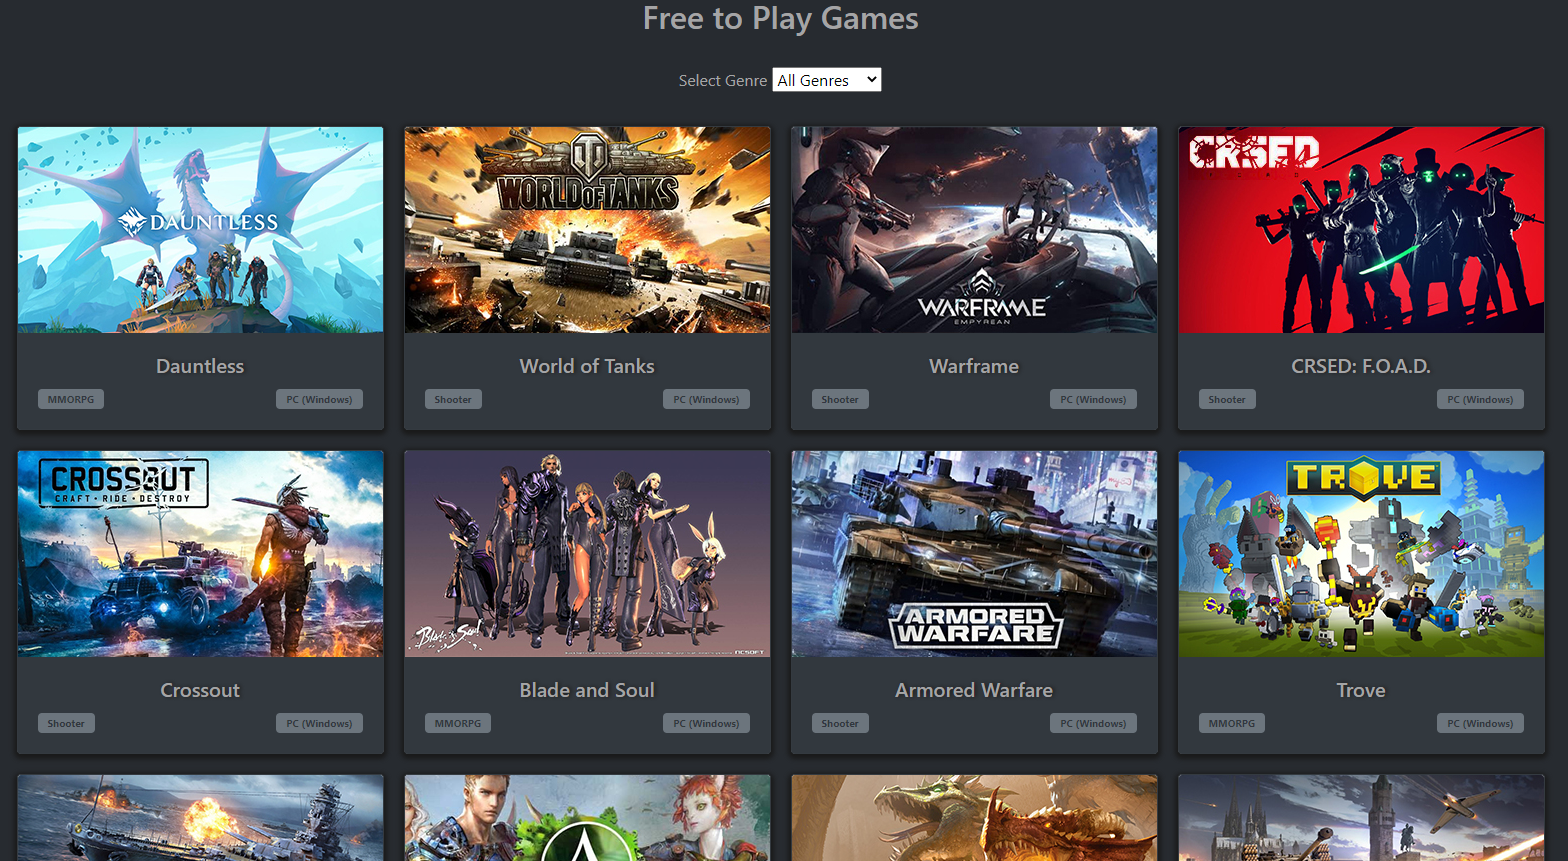 Free to Play Games
Select Genre All Genres
DAUNTLESS
WORLD OF TANKS
WARFRAME
EMPYREAN
CRSED
F.O.A.D.
Dauntless
World of Tanks
Warframe
CRSED: F.O.A.D.
MMORPG PC (Windows)
Shooter PC (Windows)
Shooter PC (Windows)
Shooter PC (Windows)
CROSSOUT
CRAFT • RIDE • DESTROY
Blade & Soul
NCSOFT
ARMORED
WARFARE
TROVE
Crossout
Blade and Soul
Armored Warfare
Trove
Shooter PC (Windows)
MMORPG PC (Windows)
Shooter PC (Windows)
MMORPG PC (Windows)